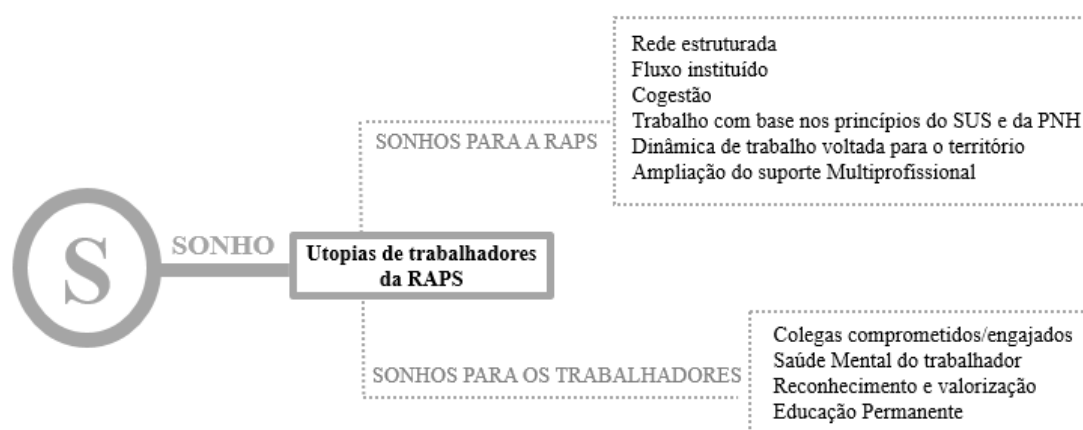 S
SONHO
Utopias de trabalhadores
da RAPS
SONHOS PARA A RAPS
Rede estruturada
Fluxo instituído
Cogestão
Trabalho com base nos princípios do SUS e da PNH
Dinâmica de trabalho voltada para o território
Ampliação do suporte Multiprofissional
SONHOS PARA OS TRABALHADORES
Colegas comprometidos/engajados
Saúde Mental do trabalhador
Reconhecimento e valorização
Educação Permanente